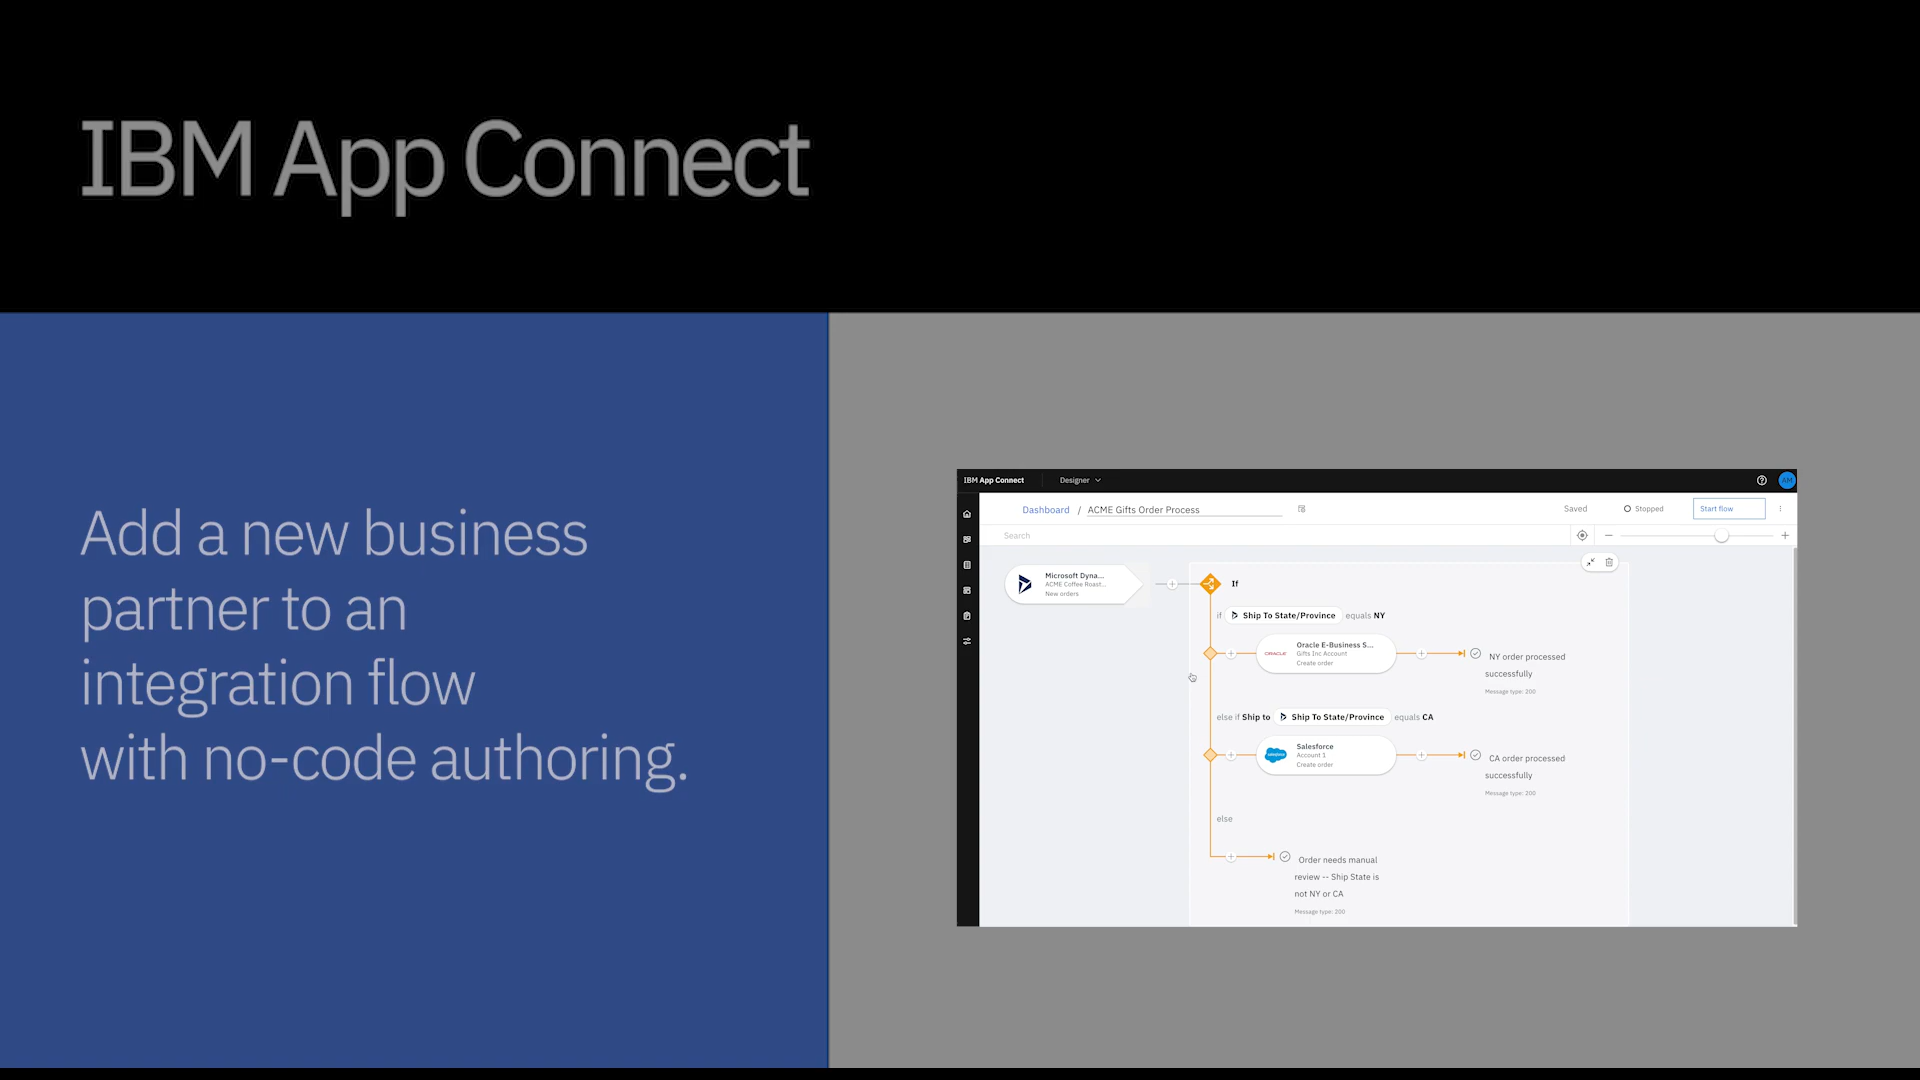 IBM App Connect
Add a new business
partner to an
integration flow
with no-code authoring.
IBM App Connect
Designer
AM
Dashboard / ACME Gifts Order Process
Saved
Stopped
Start flow
Search
Microsoft Dyna...
ACME Coffee Roast...
New orders
If
if Ship To State/Province equals NY
ORACLE
Oracle E-Business S...
Gifts Inc Account
Create order
NY order processed
successfully
Message type: 200
else if Ship to Ship To State/Province equals CA
salesforce
Salesforce
Account 1
Create order
CA order processed
successfully
Message type: 200
else
Order needs manual
review -- Ship State is
not NY or CA
Message type: 200